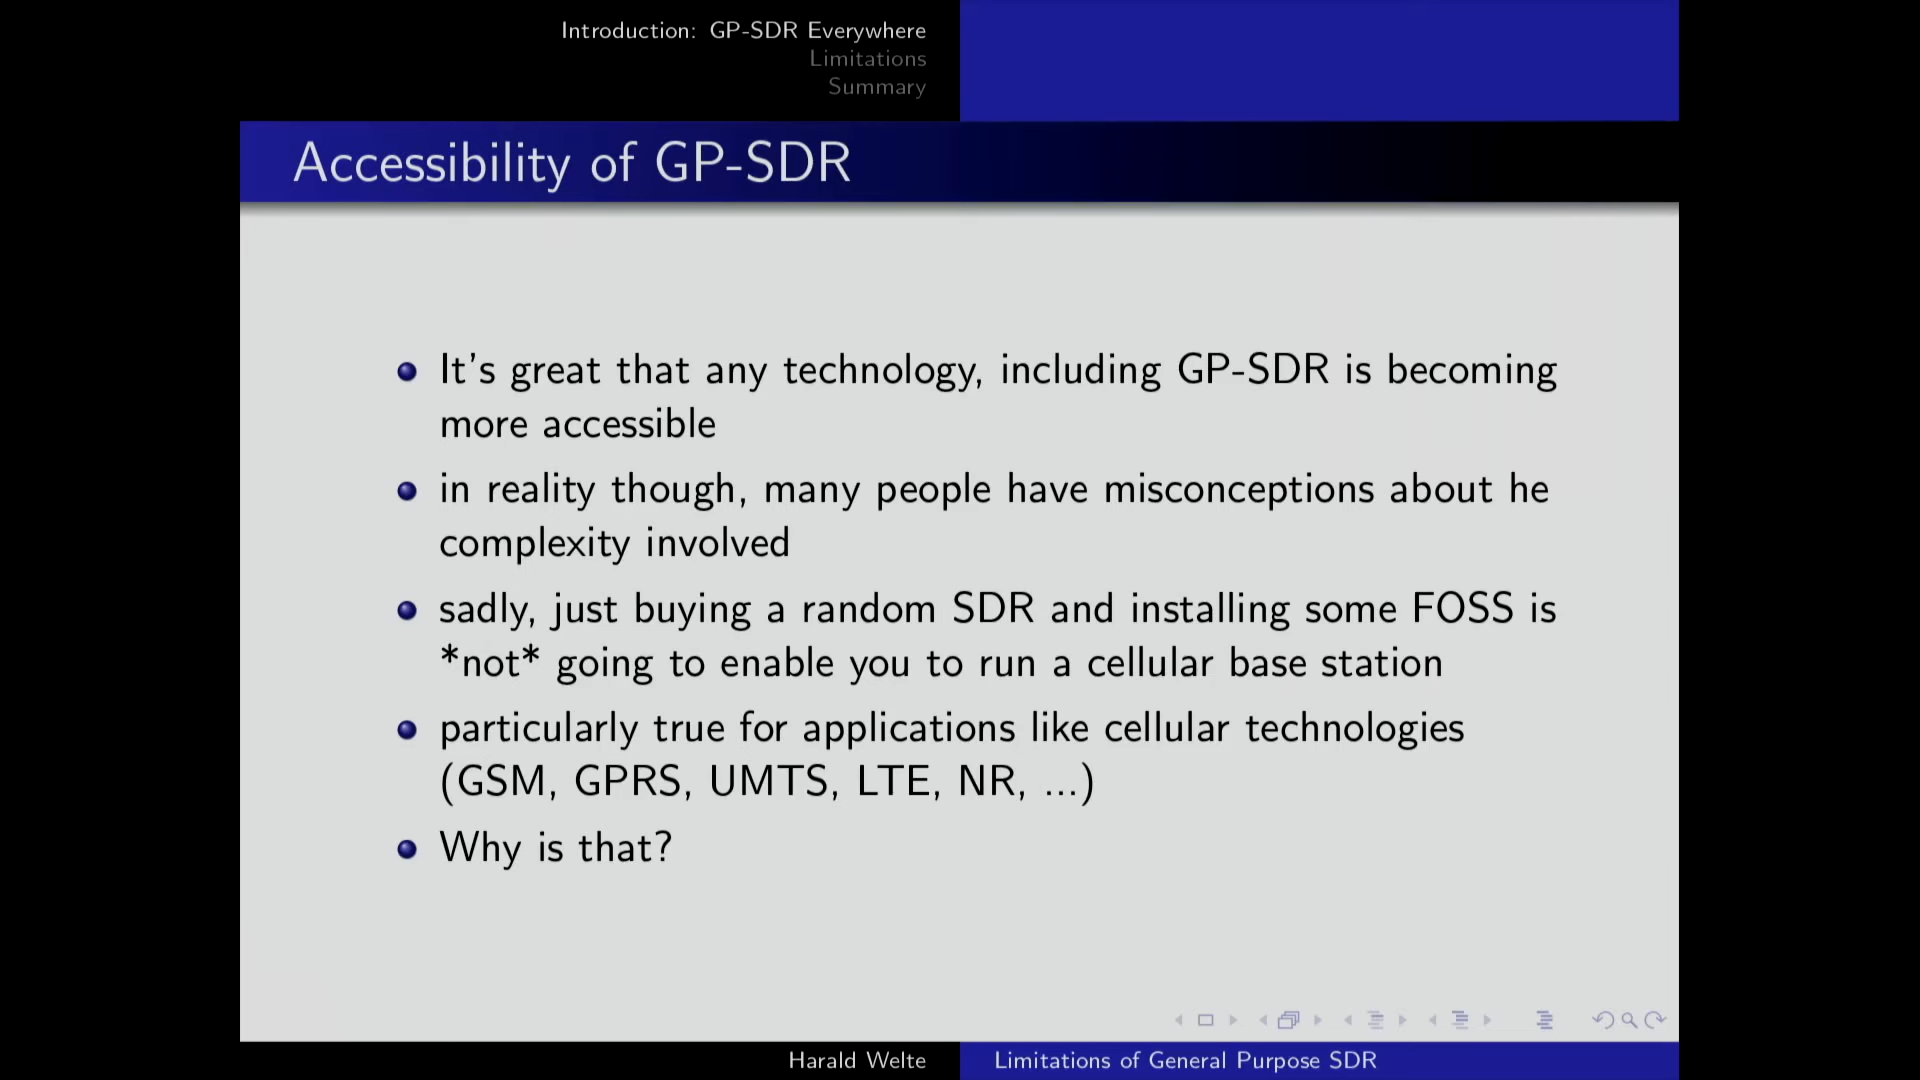 Introduction: GP-SDR Everywhere
Limitations
Summary
Accessibility of GP-SDR
It's great that any technology, including GP-SDR is becoming
more accessible
in reality though, many people have misconceptions about he
complexity involved
sadly, just buying a random SDR and installing some FOSS is
*not* going to enable you to run a cellular base station
particularly true for applications like cellular technologies
(GSM, GPRS, UMTS, LTE, NR, ...)
Why is that?
Harald Welte
Limitations of General Purpose SDR